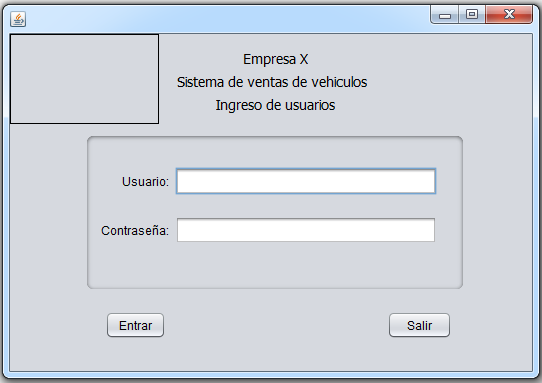 Empresa X
Sistema de ventas de vehiculos
Ingreso de usuarios
Usuario:
Contraseña:
Entrar
Salir